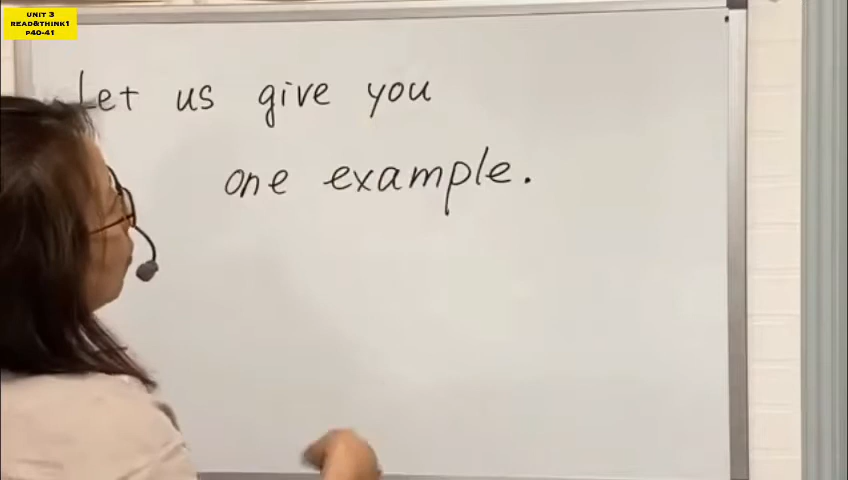 UNIT 3
READ&THINK1
P40-41
Let us give you
one example.